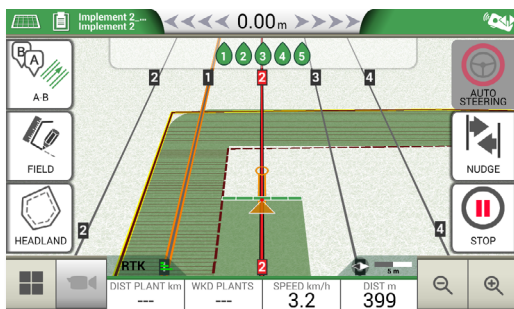 Implement 2_...
Implement 2
0.00 m
B
A
A-B
FIELD
HEADLAND
1 2 3 4 5
2 1 2 3 4
2
2
4
AUTO
STEERING
NUDGE
STOP
RTK
5 m
DIST PLANT km
---
WKD PLANTS
---
SPEED km/h
3.2
DIST m
399